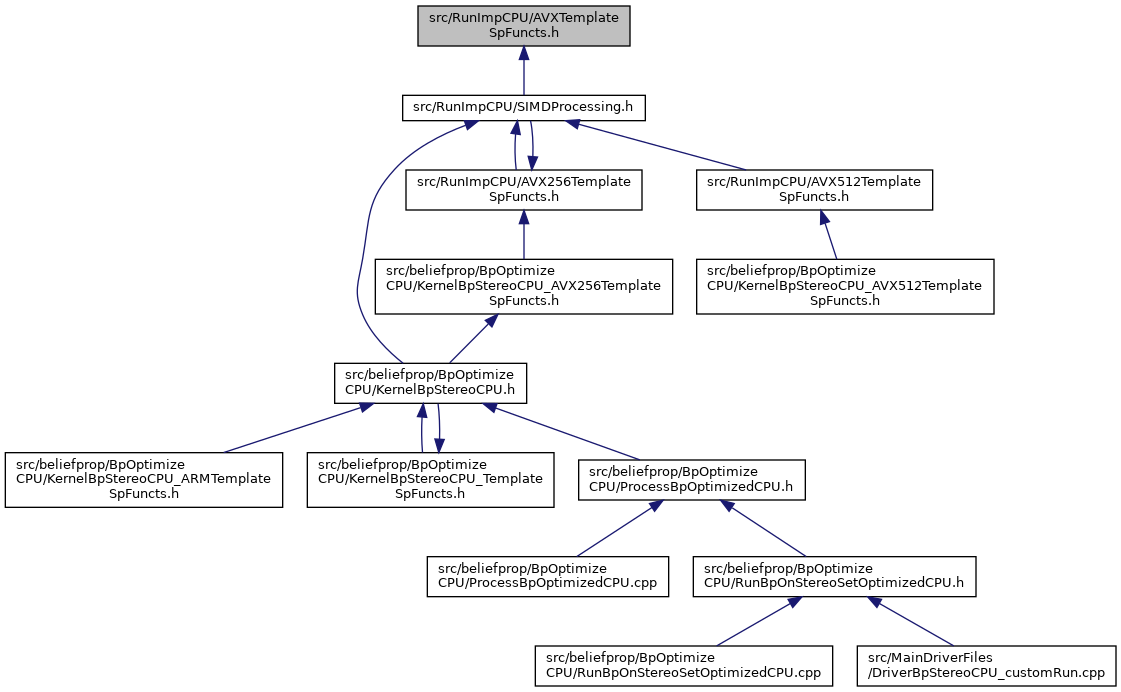 src/RunImpCPU/AVXTemplate
SpFuncts.h
src/RunImpCPU/SIMDProcessing.h
src/RunImpCPU/AVX256Template
SpFuncts.h
src/RunImpCPU/AVX512Template
SpFuncts.h
src/beliefprop/BpOptimize
CPU/KernelBpStereoCPU_AVX256Template
SpFuncts.h
src/beliefprop/BpOptimize
CPU/KernelBpStereoCPU_AVX512Template
SpFuncts.h
src/beliefprop/BpOptimize
CPU/KernelBpStereoCPU.h
src/beliefprop/BpOptimize
CPU/KernelBpStereoCPU_ARMTemplate
SpFuncts.h
src/beliefprop/BpOptimize
CPU/KernelBpStereoCPU_Template
SpFuncts.h
src/beliefprop/BpOptimize
CPU/ProcessBpOptimizedCPU.h
src/beliefprop/BpOptimize
CPU/ProcessBpOptimizedCPU.cpp
src/beliefprop/BpOptimize
CPU/RunBpOnStereoSetOptimizedCPU.h
src/beliefprop/BpOptimize
CPU/RunBpOnStereoSetOptimizedCPU.cpp
src/MainDriverFiles
/DriverBpStereoCPU_customRun.cpp